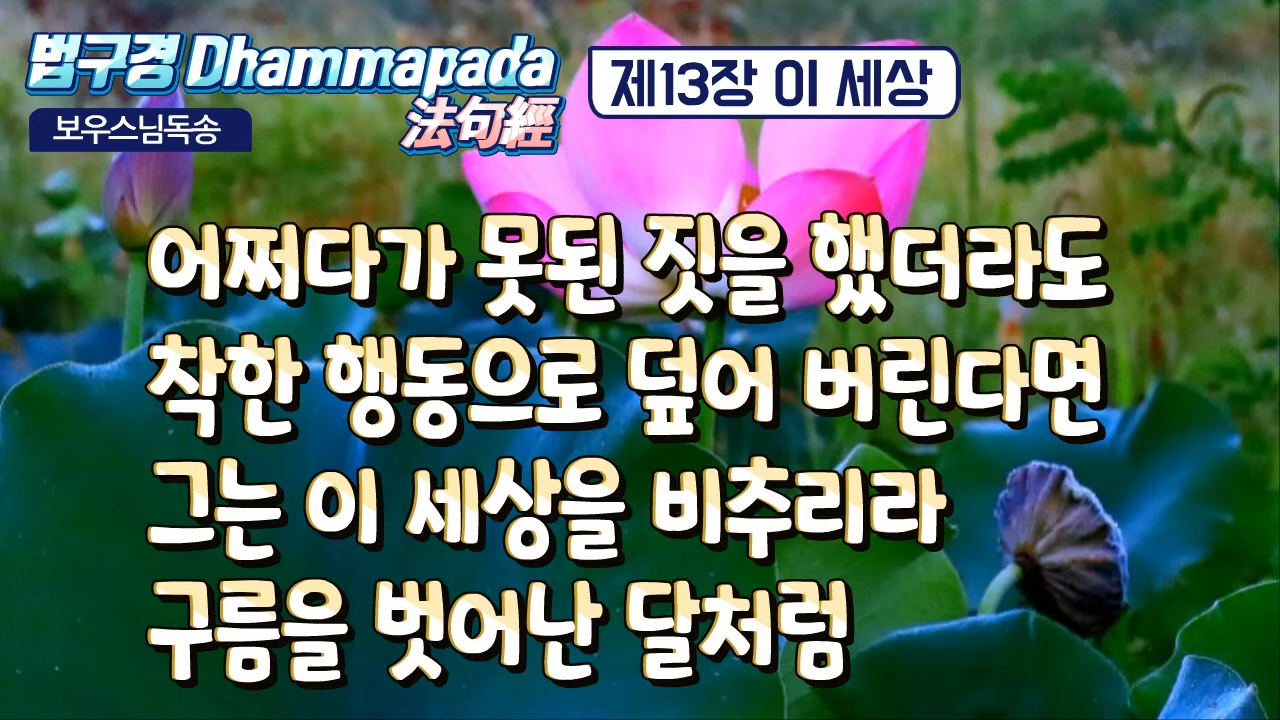 법구경 Dhammapada
法句經
보우스님독송
제13장 이 세상
어쩌다가 못된 짓을 했더라도
착한 행동으로 덮어 버린다면
그는 이 세상을 비추리라
구름을 벗어난 달처럼